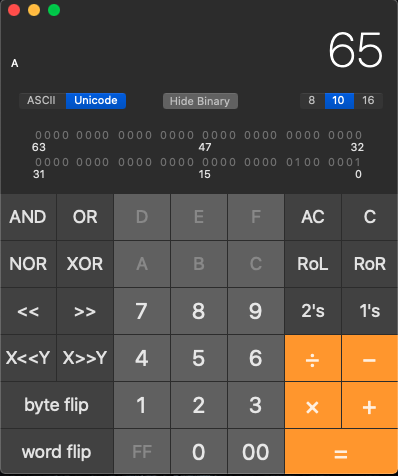 65
A
ASCII Unicode Hide Binary 8 10 16
0000 0000 0000 0000 0000 0000 0000 0000
63 47 32
0000 0000 0000 0000 0000 0000 0100 0001
31 15 0
AND OR D E F AC C
NOR XOR A B C RoL RoR
<< >> 7 8 9 2's 1's
X<<Y X>>Y 4 5 6 ÷ −
byte flip 1 2 3 × +
word flip FF 0 00 =